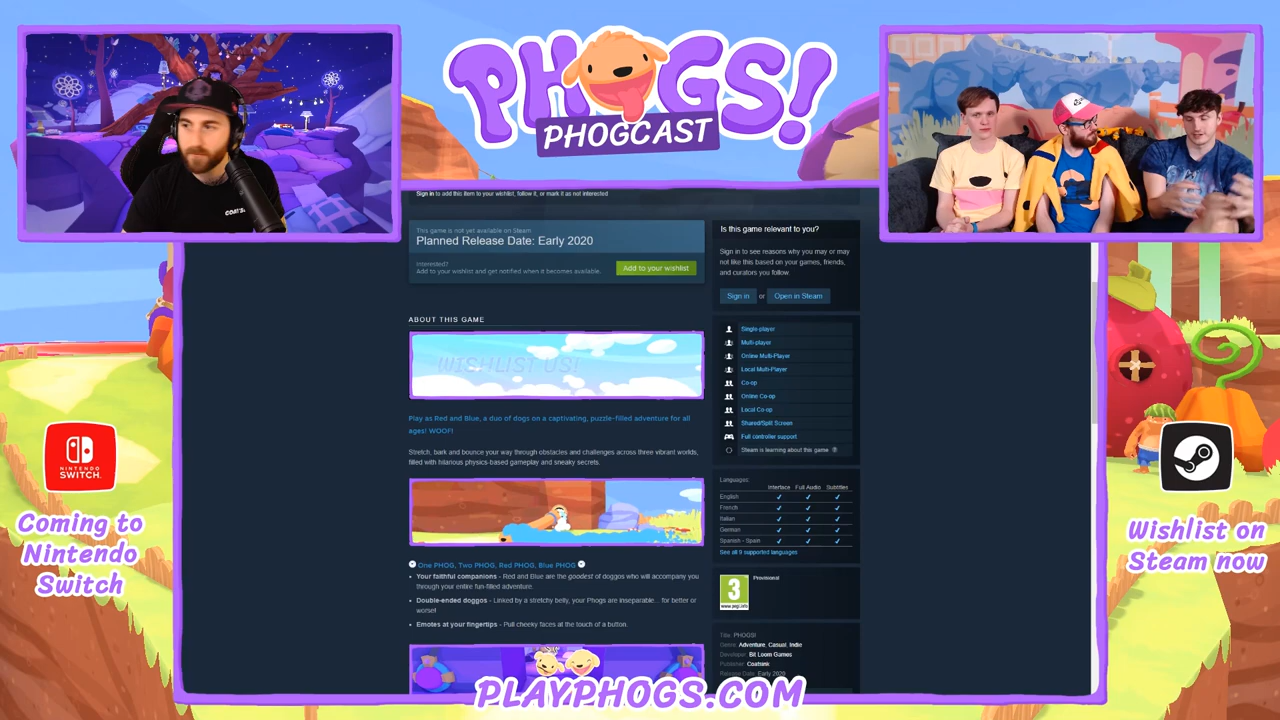 PHOGS!
PHOGCAST
COATS.
Sign in to add this item to your wishlist, follow it, or mark it as not interested
This game is not yet available on Steam
Planned Release Date: Early 2020
Interested?
Add to your wishlist and get notified when it becomes available.
Add to your wishlist
ABOUT THIS GAME
WISHLIST US!
Play as Red and Blue, a duo of dogs on a captivating, puzzle-filled adventure for all
ages! WOOF!
Stretch, bark and bounce your way through obstacles and challenges across three vibrant worlds,
filled with hilarious physics-based gameplay and sneaky secrets.
One PHOG, Two PHOG, Red PHOG, Blue PHOG
• Your faithful companions - Red and Blue are the goodest of doggos who will accompany you
through your entire fun-filled adventure.
• Double-ended doggos - Linked by a stretchy belly, your Phogs are inseparable... for better or
worse!
• Emotes at your fingertips - Pull cheeky faces at the touch of a button.
Is this game relevant to you?
Sign in to see reasons why you may or may
not like this based on your games, friends,
and curators you follow.
Sign in or Open in Steam
Single-player
Multi-player
Online Multi-Player
Local Multi-Player
Co-op
Online Co-op
Local Co-op
Shared/Split Screen
Full controller support
Steam is learning about this game ?
Languages:
Interface Full Audio Subtitles
English ✓ ✓ ✓
French ✓ ✓ ✓
Italian ✓ ✓ ✓
German ✓ ✓ ✓
Spanish - Spain ✓ ✓ ✓
See all 9 supported languages
3
www.pegi.info
Provisional
Title: PHOGS!
Genre: Adventure, Casual, Indie
Developer: Bit Loom Games
Publisher: Coatsink
Release Date: Early 2020
NINTENDO
SWITCH
Coming to
Nintendo
Switch
Wishlist on
Steam now
PLAYPHOGS.COM